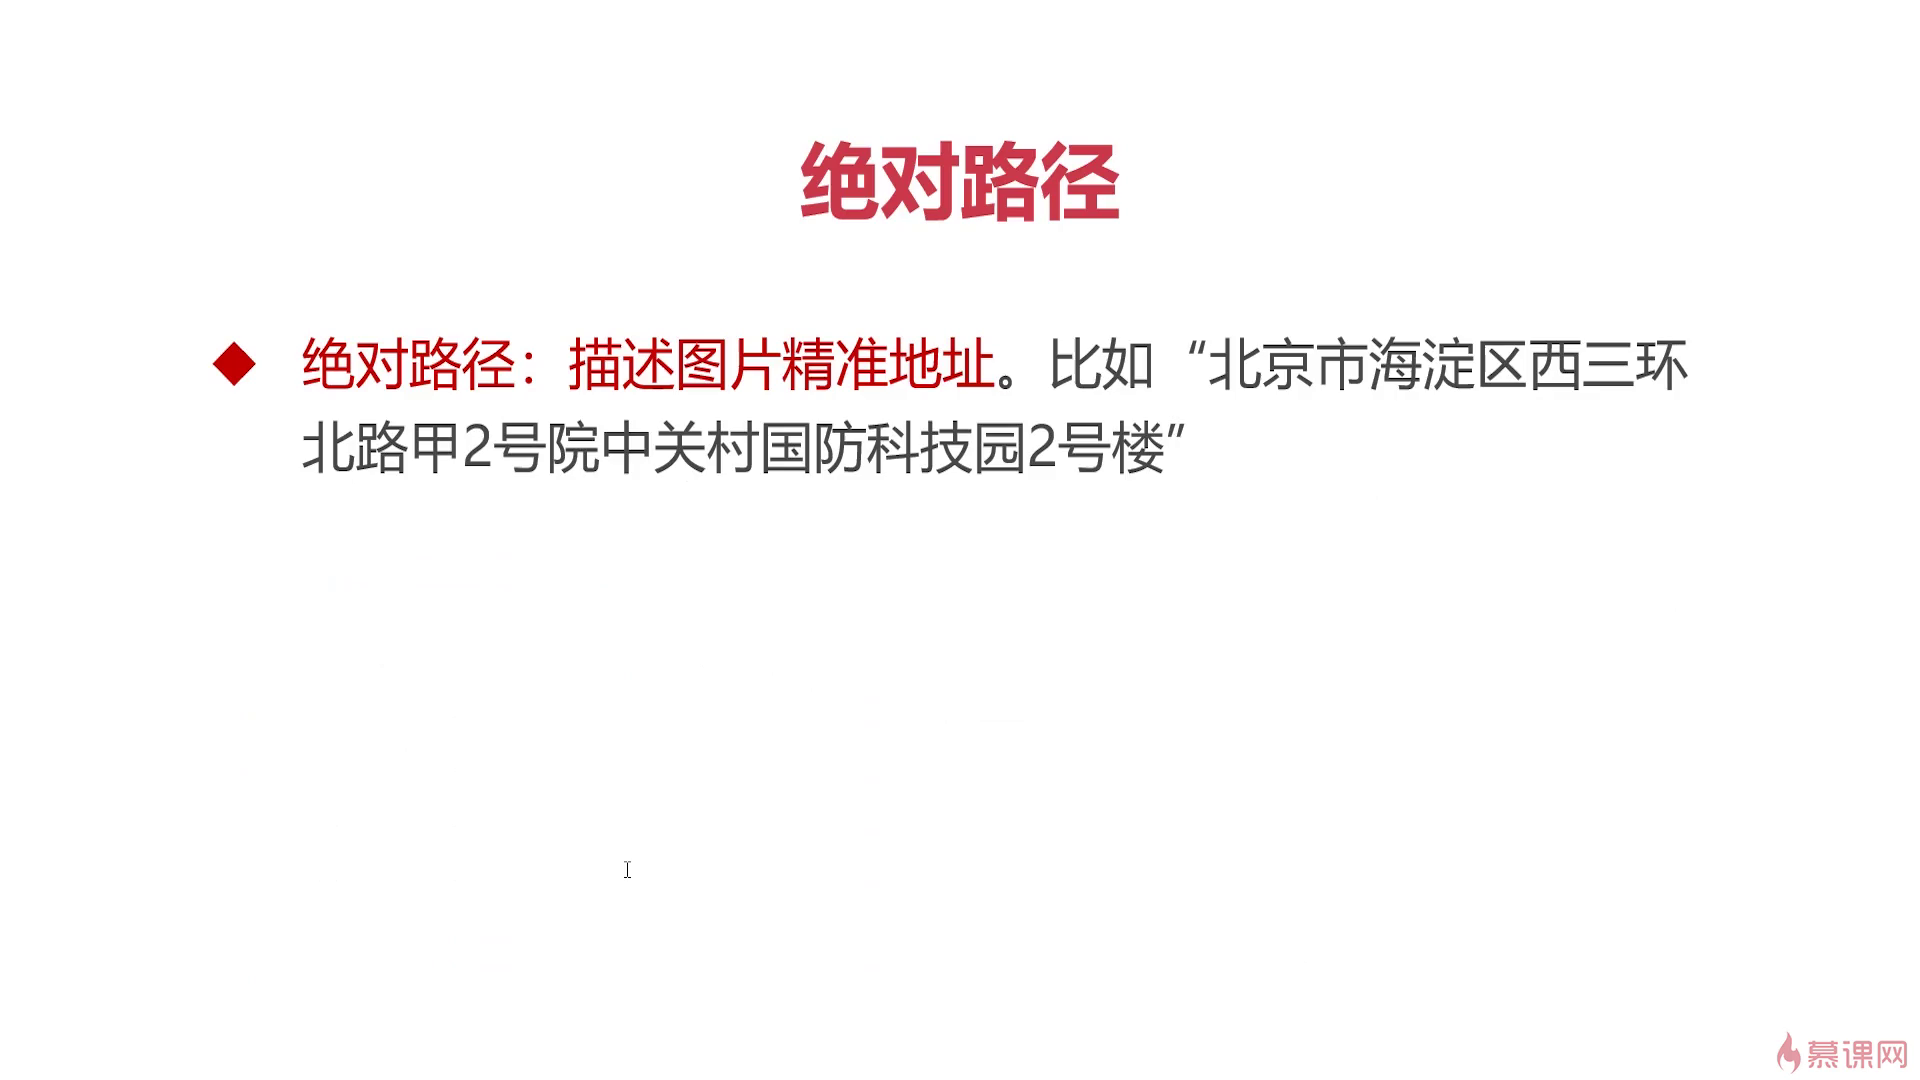 绝对路径
◆ 绝对路径：描述图片精准地址。比如“北京市海淀区西三环
北路甲2号院中关村国防科技园2号楼”
慕课网